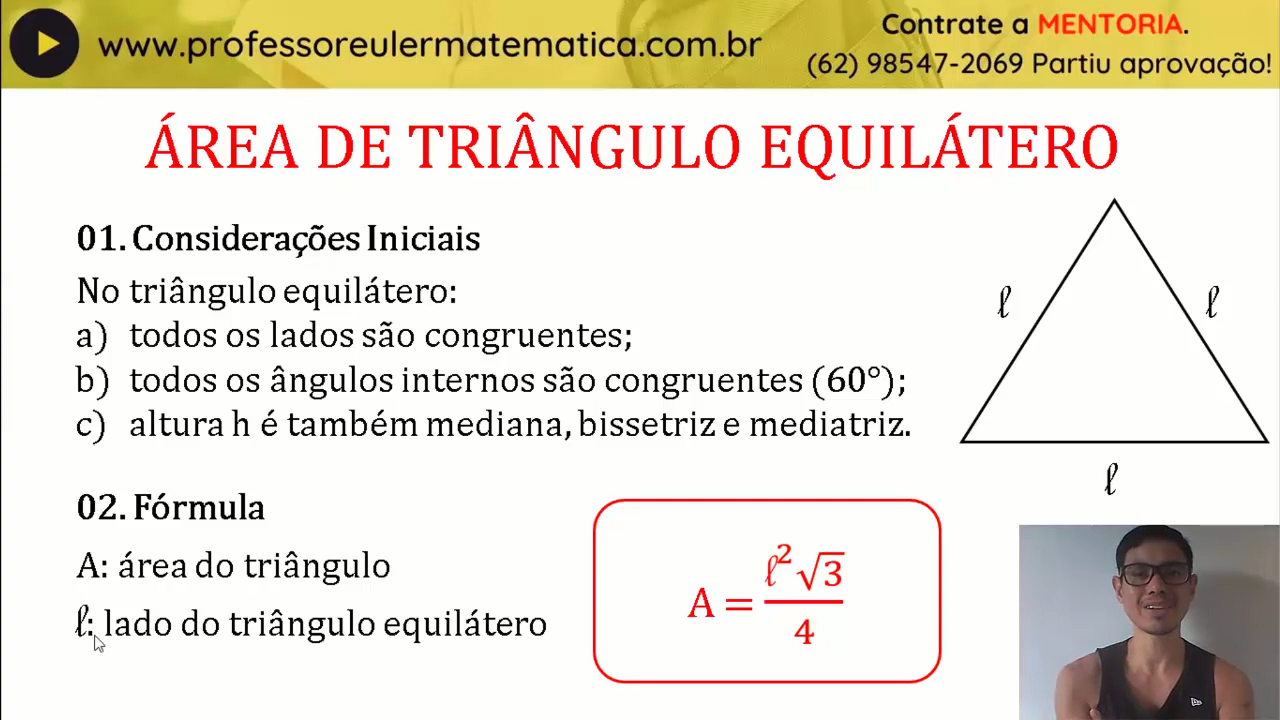 www.professoreulermatematica.com.br
Contrate a MENTORIA.
(62) 98547-2069 Partiu aprovação!
ÁREA DE TRIÂNGULO EQUILÁTERO
01. Considerações Iniciais
No triângulo equilátero:
a) todos os lados são congruentes;
b) todos os ângulos internos são congruentes (60°);
c) altura h é também mediana, bissetriz e mediatriz.
ℓ
ℓ
ℓ
02. Fórmula
A: área do triângulo
ℓ: lado do triângulo equilátero
A = ℓ²√3 / 4